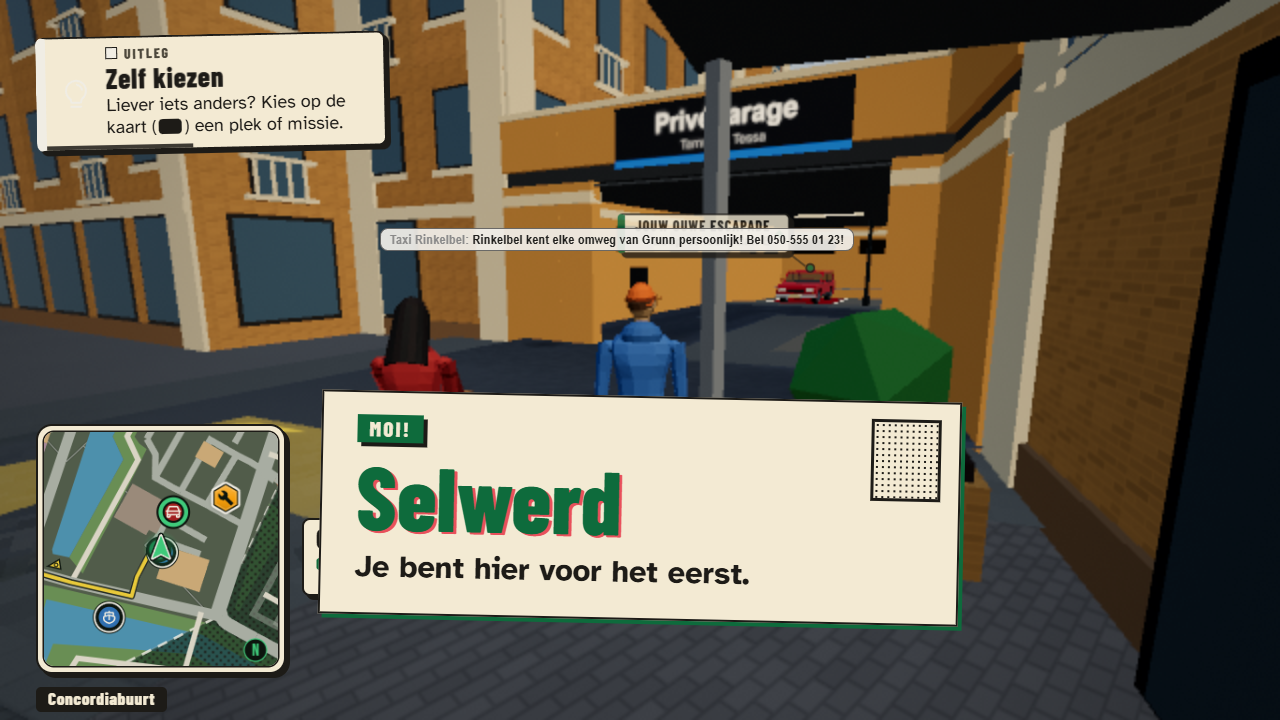 UITLEG
Zelf kiezen
Liever iets anders? Kies op de
kaart ( ) een plek of missie.
JOUW OUWE ESCAPADE
Taxi Rinkelbel: Rinkelbel kent elke omweg van Grunn persoonlijk! Bel 050-555 01 23!
MOI!
Selwerd
Je bent hier voor het eerst.
N
Concordiabuurt